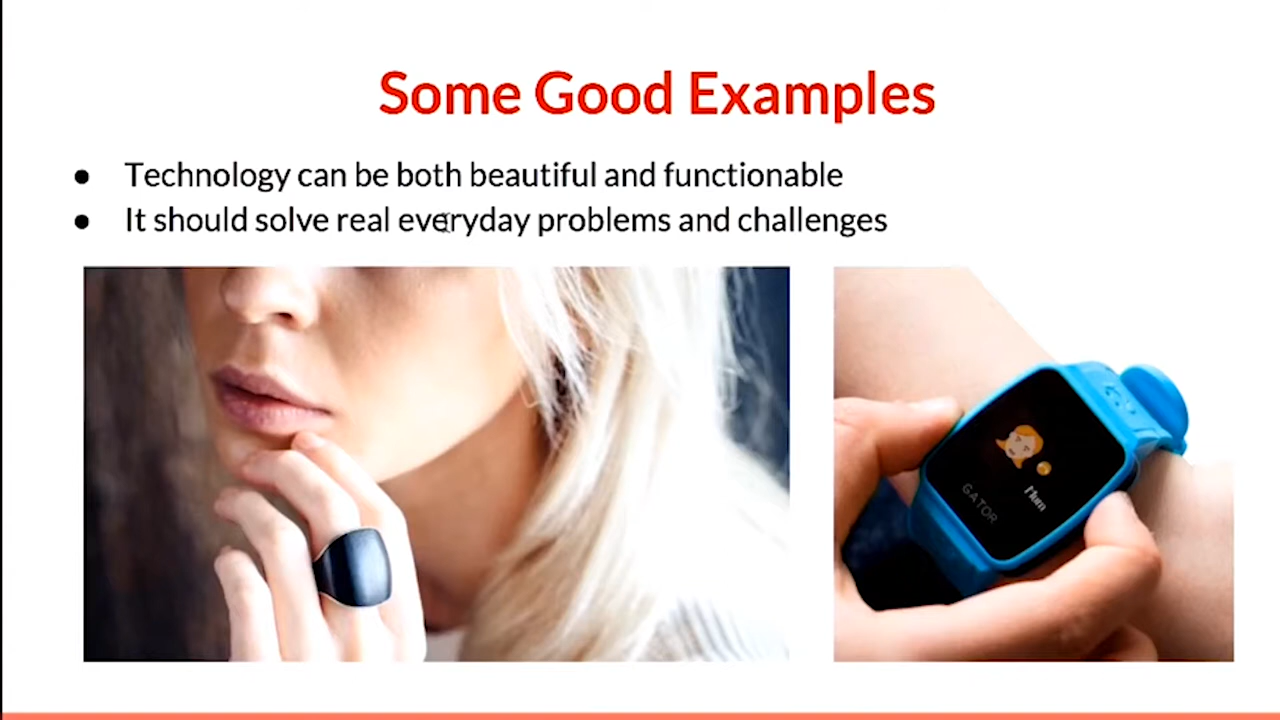 Some Good Examples
● Technology can be both beautiful and functionable
● It should solve real everyday problems and challenges
Mum
GATOR